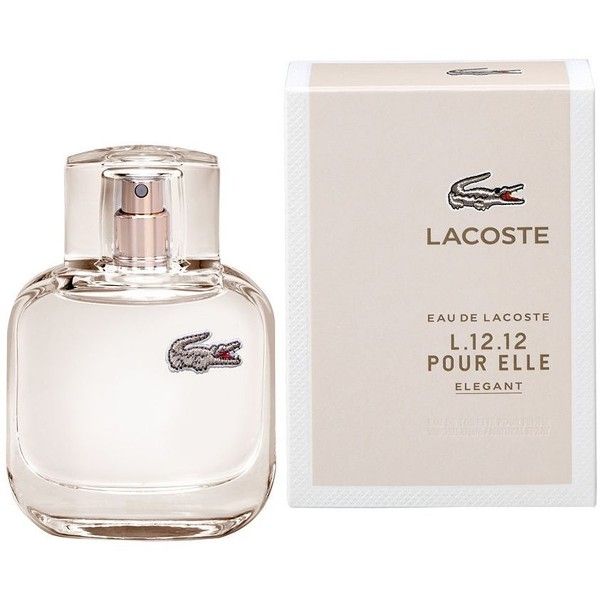 LACOSTE
EAU DE LACOSTE
L.12.12
POUR ELLE
ELEGANT